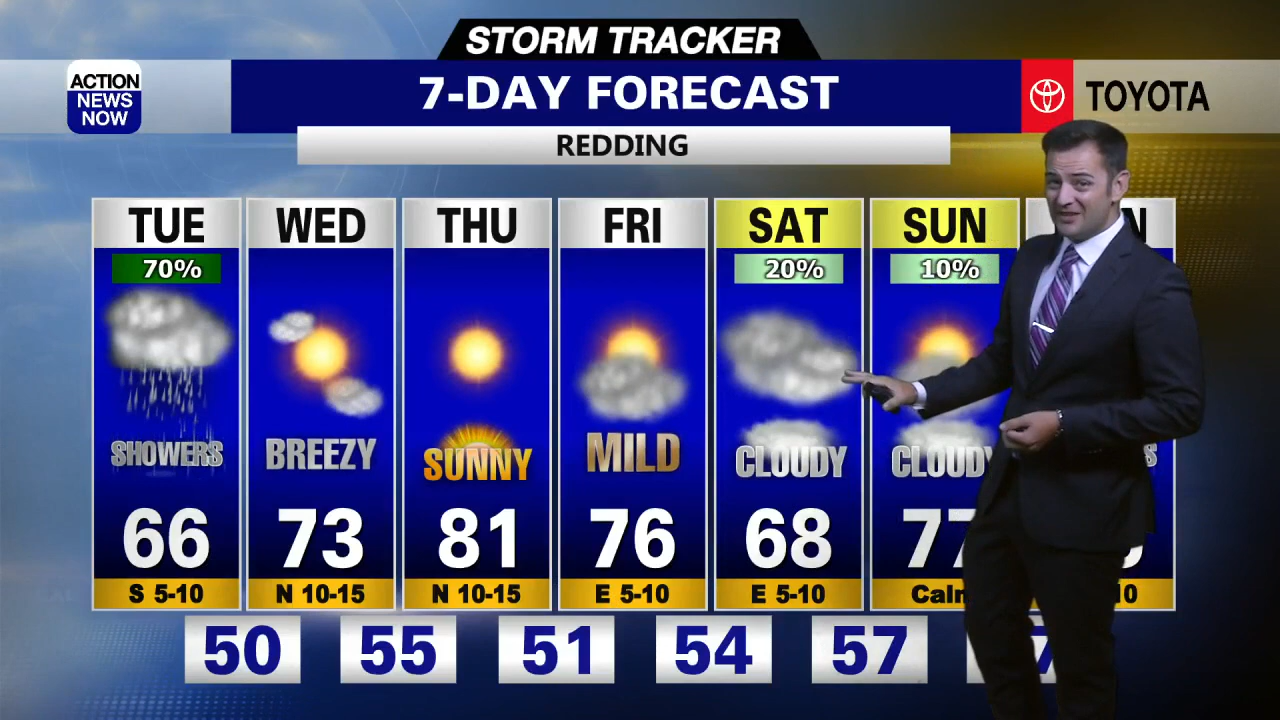 STORM TRACKER
ACTION
NEWS
NOW
7-DAY FORECAST
TOYOTA
REDDING
TUE WED THU FRI SAT SUN
70% 20% 10%
SHOWERS BREEZY SUNNY MILD CLOUDY CLOUDY
66 73 81 76 68 77
S 5-10 N 10-15 N 10-15 E 5-10 E 5-10 Calm
50 55 51 54 57